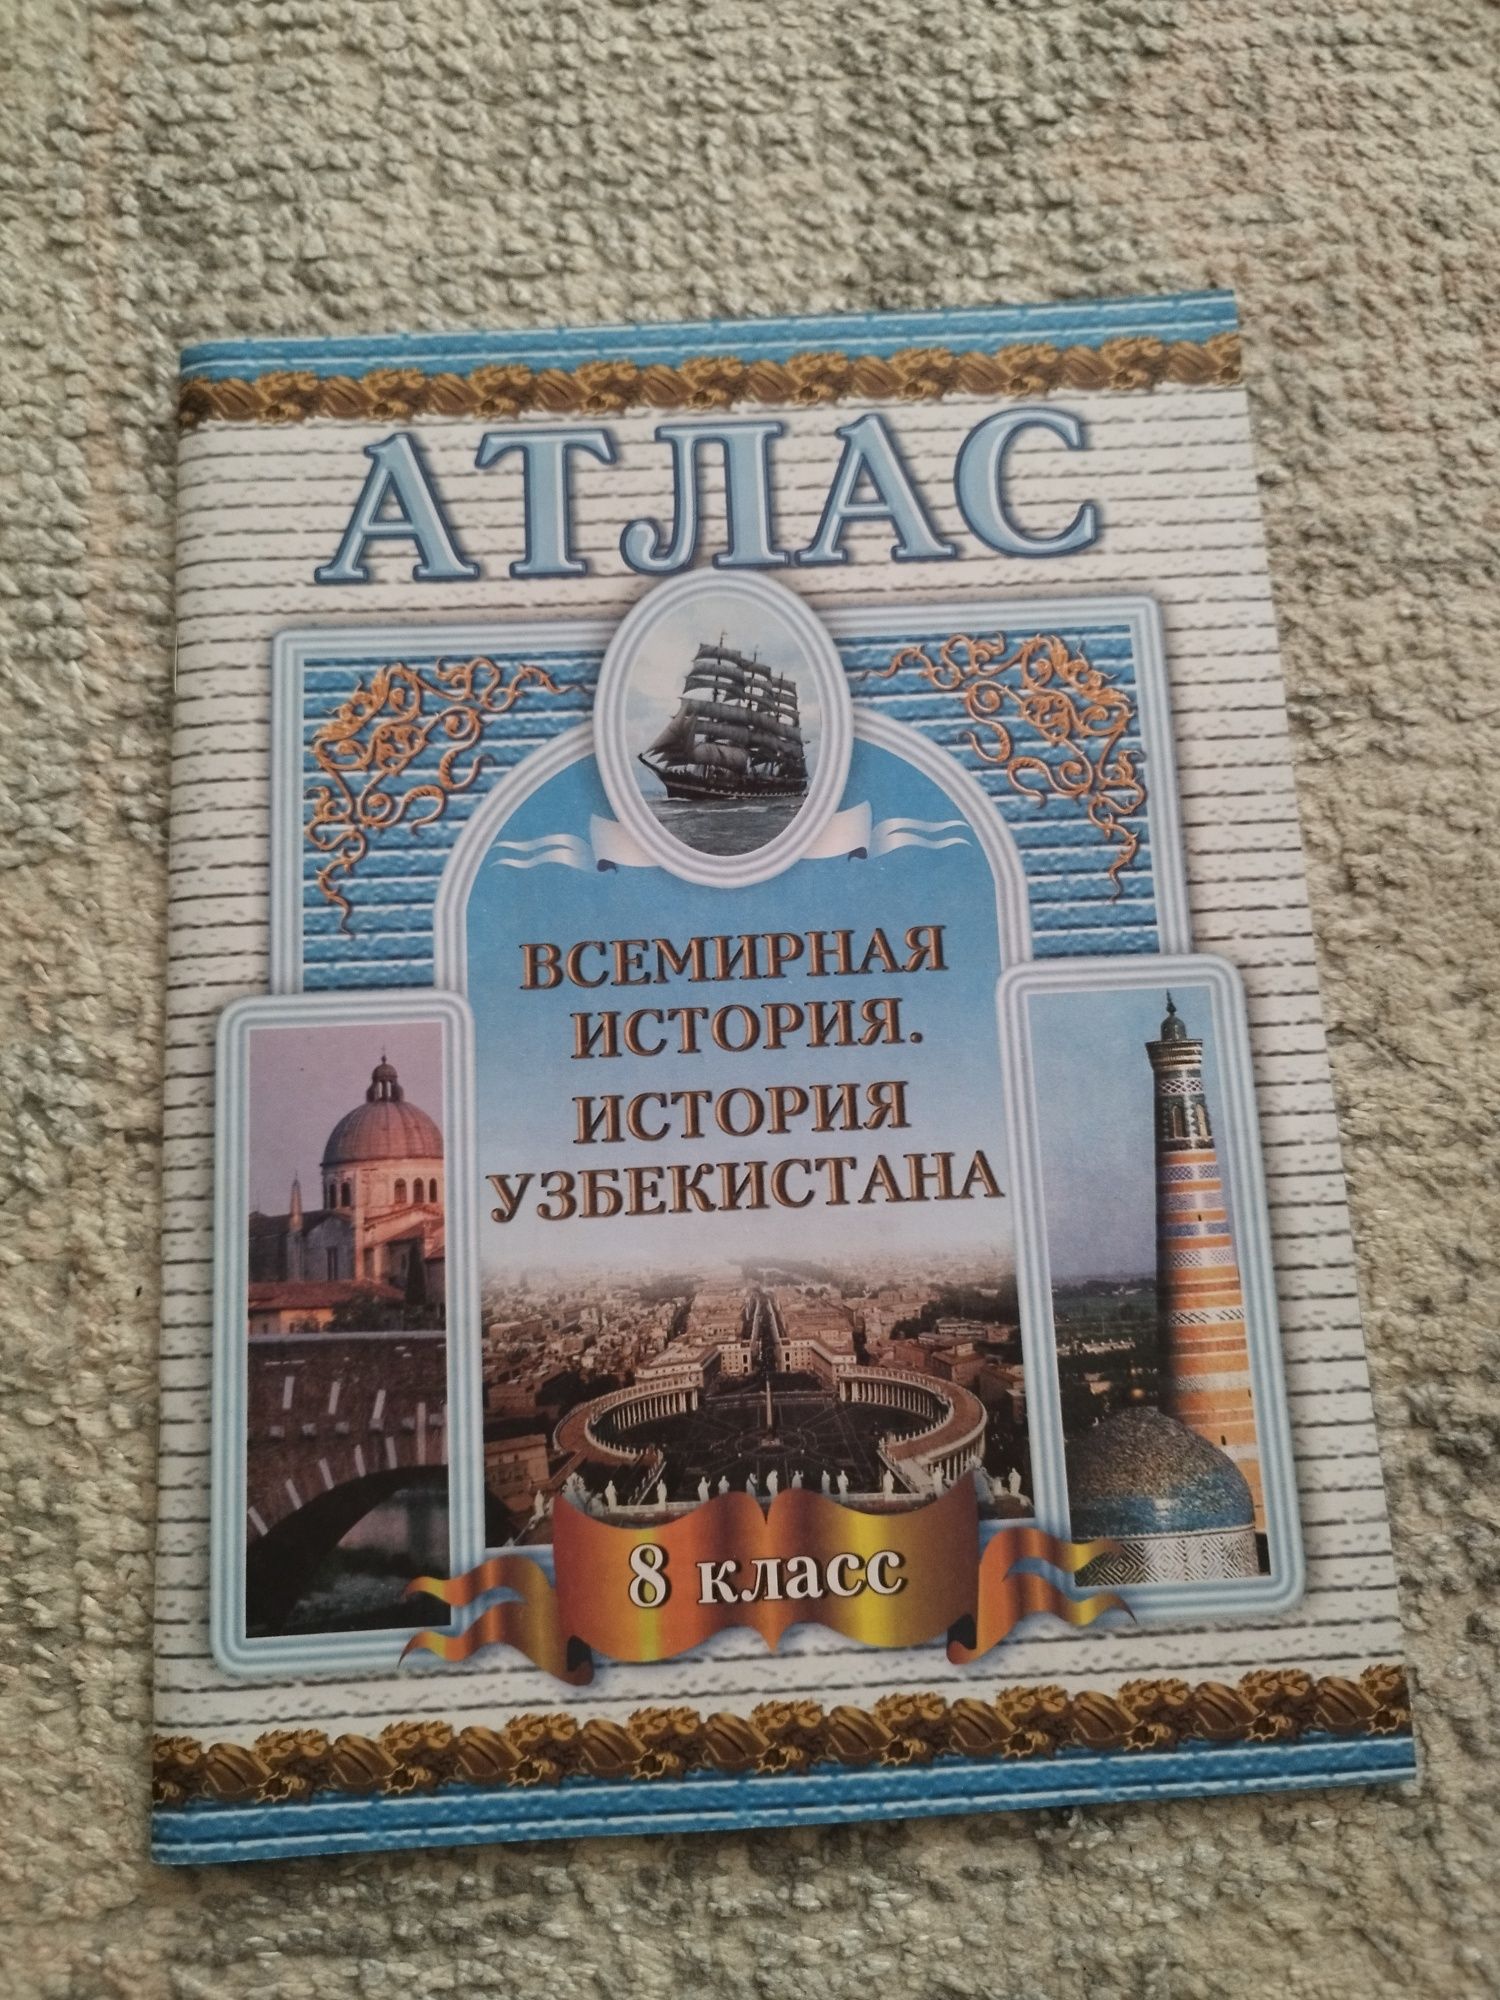 АТЛАС
ВСЕМИРНАЯ
ИСТОРИЯ.
ИСТОРИЯ
УЗБЕКИСТАНА
8 класс